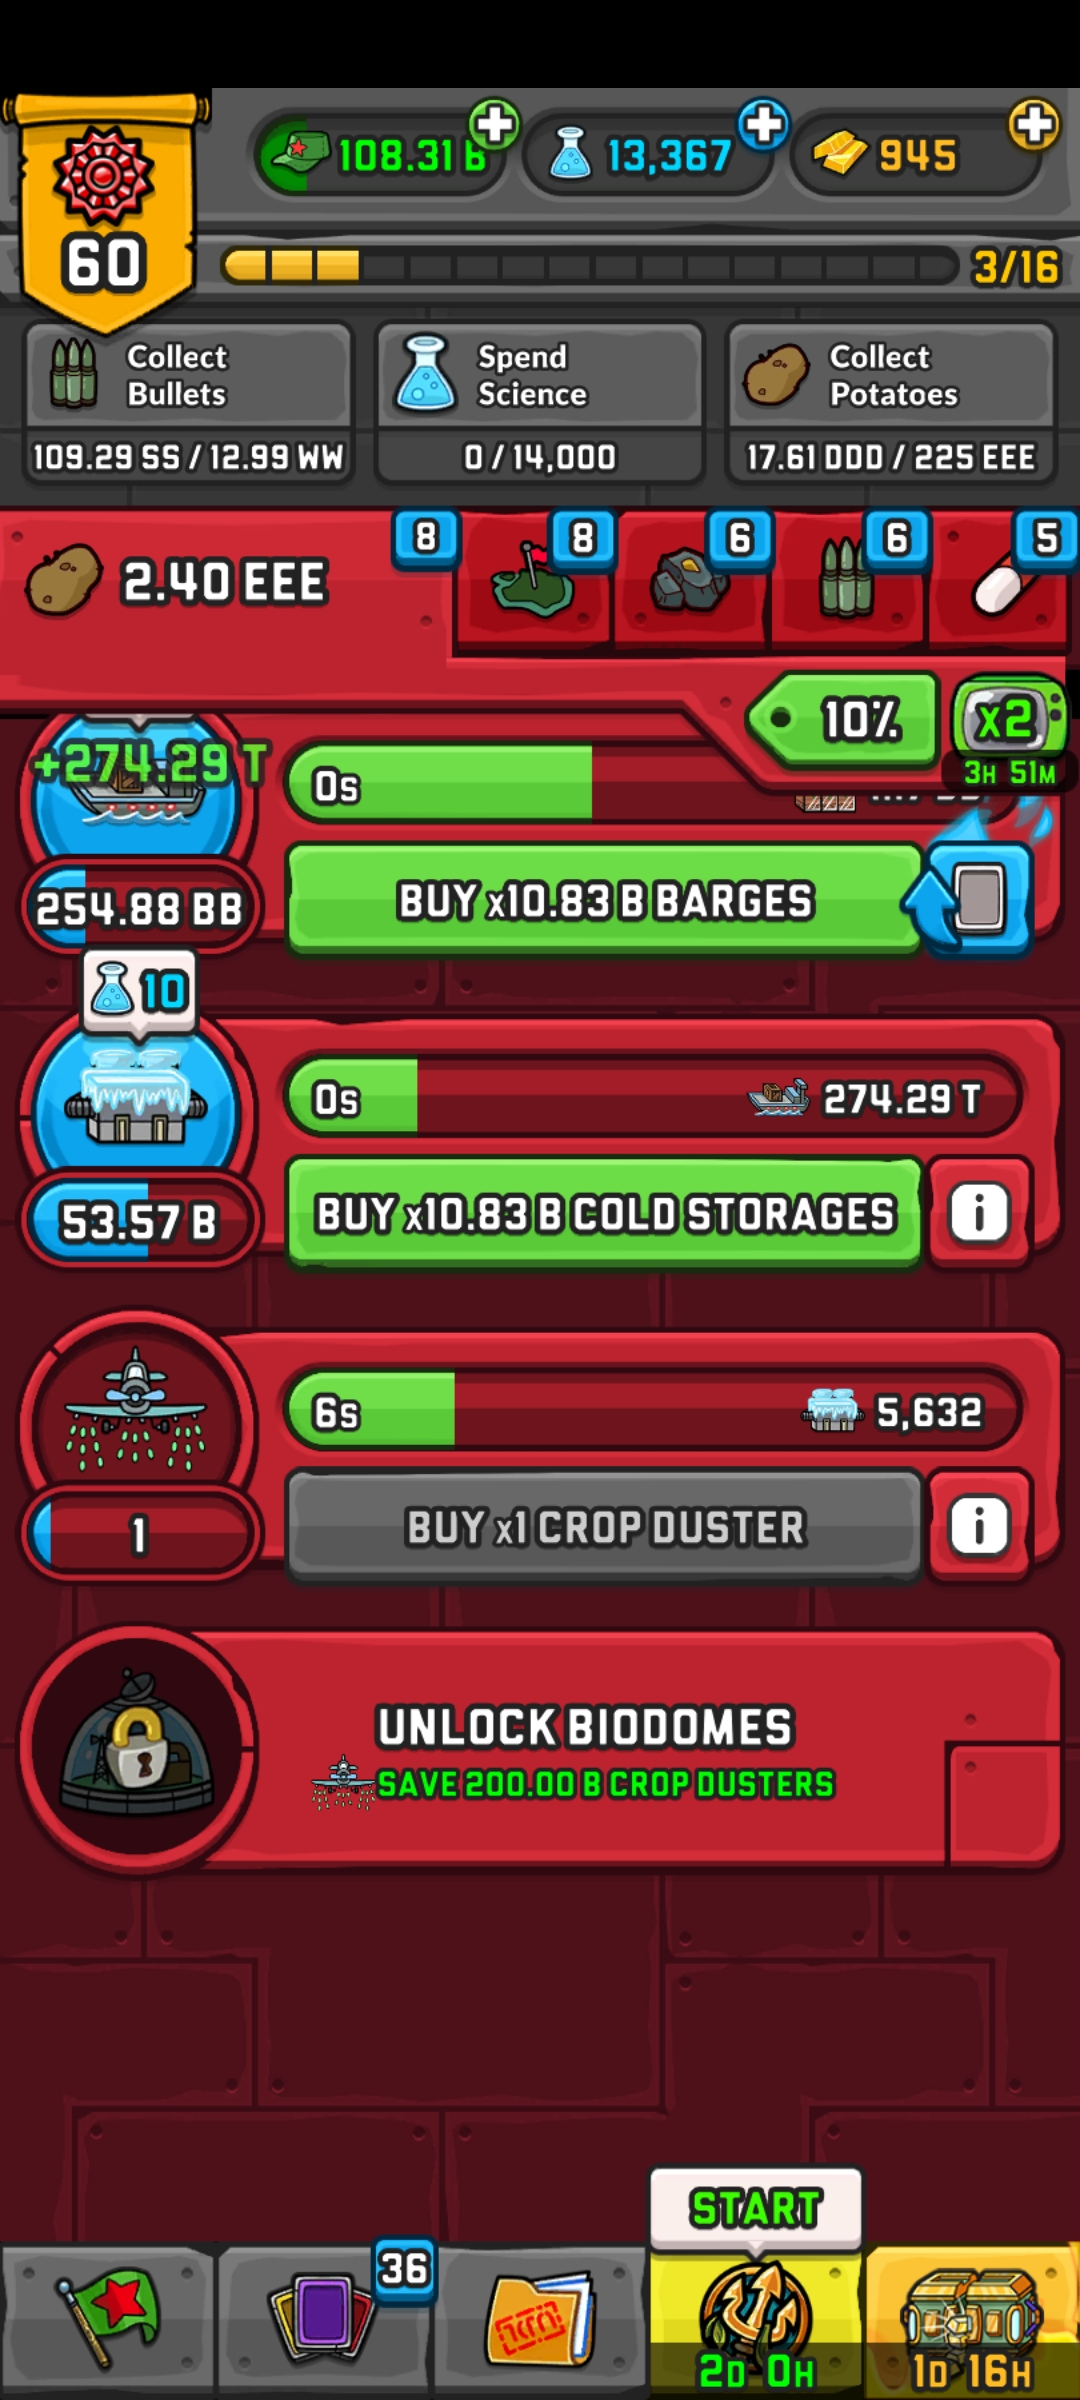 60
108.31 B
13,367
945
3/16
Collect
Bullets
109.29 SS / 12.99 WW
Spend
Science
0 / 14,000
Collect
Potatoes
17.61 DDD / 225 EEE
2.40 EEE
8
8
6
6
5
10%
x2
3H 51M
+274.29 T
0s
254.88 BB
BUY x10.83 B BARGES
10
0s
274.29 T
53.57 B
BUY x10.83 B COLD STORAGES
i
6s
5,632
1
BUY x1 CROP DUSTER
i
UNLOCK BIODOMES
SAVE 200.00 B CROP DUSTERS
START
36
2D 0H
1D 16H